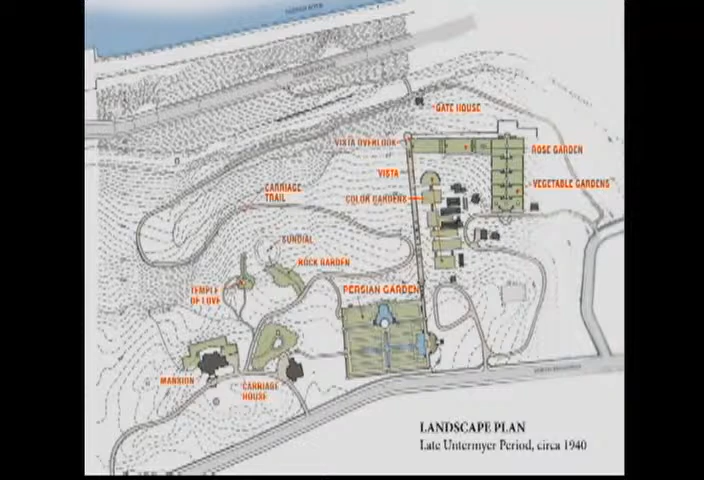 GATE HOUSE
VISTA OVERLOOK
ROSE GARDEN
VISTA
VEGETABLE GARDENS
CARRIAGE
TRAIL
COLOR GARDENS
SUNDIAL
ROCK GARDEN
TEMPLE
OF LOVE
PERSIAN GARDEN
MANSION
CARRIAGE
HOUSE
LANDSCAPE PLAN
Late Untermyer Period, circa 1940